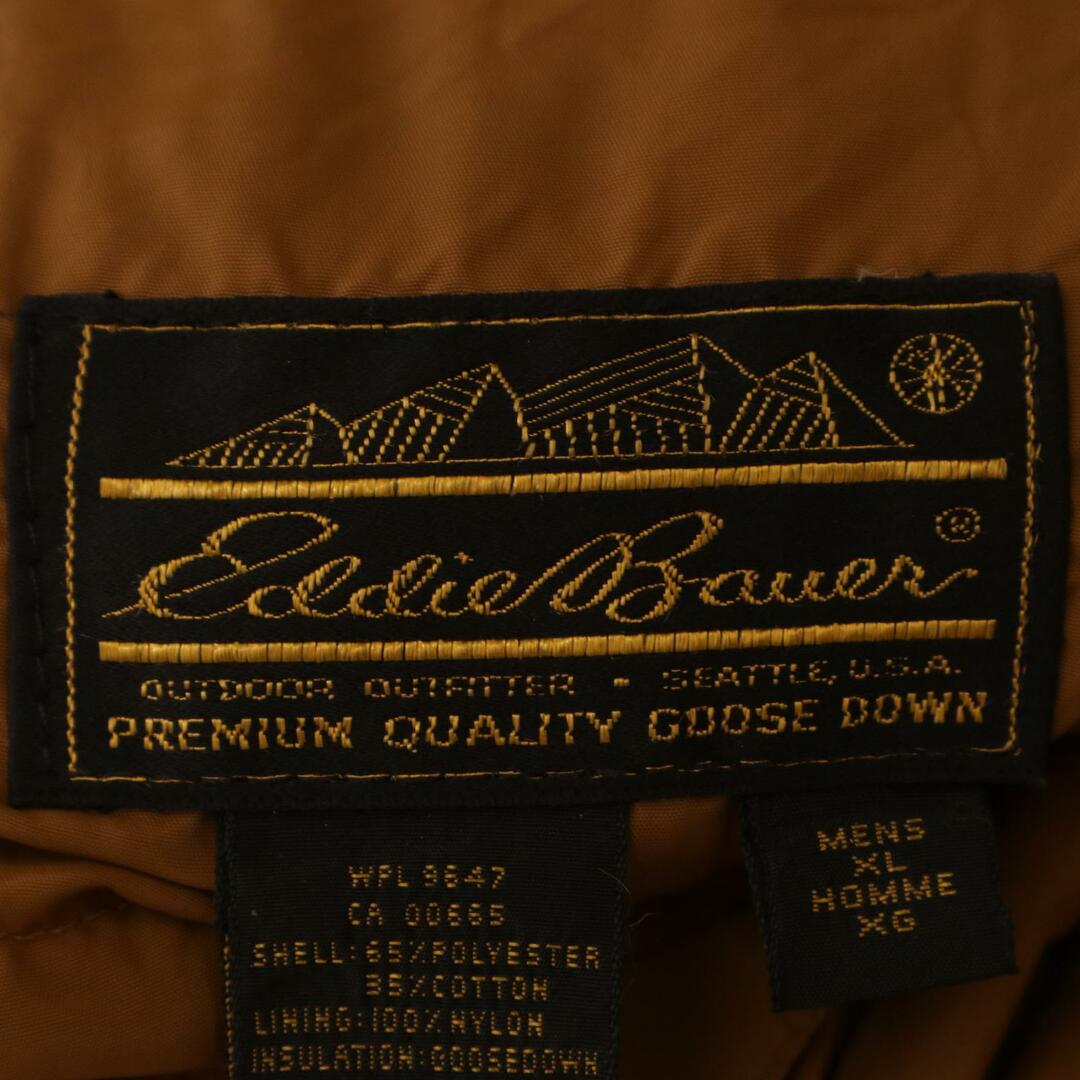 Eddie Bauer ®
OUTDOOR OUTFITTER - SEATTLE, U.S.A.
PREMIUM QUALITY GOOSE DOWN
WPL 9647
CA 00665
SHELL: 65% POLYESTER
35% COTTON
LINING: 100% NYLON
INSULATION: GOOSEDOWN
MENS
XL
HOMME
XG